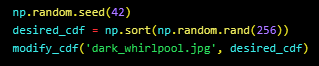 np.random.seed(42)
desired_cdf = np.sort(np.random.rand(256))
modify_cdf('dark_whirlpool.jpg', desired_cdf)